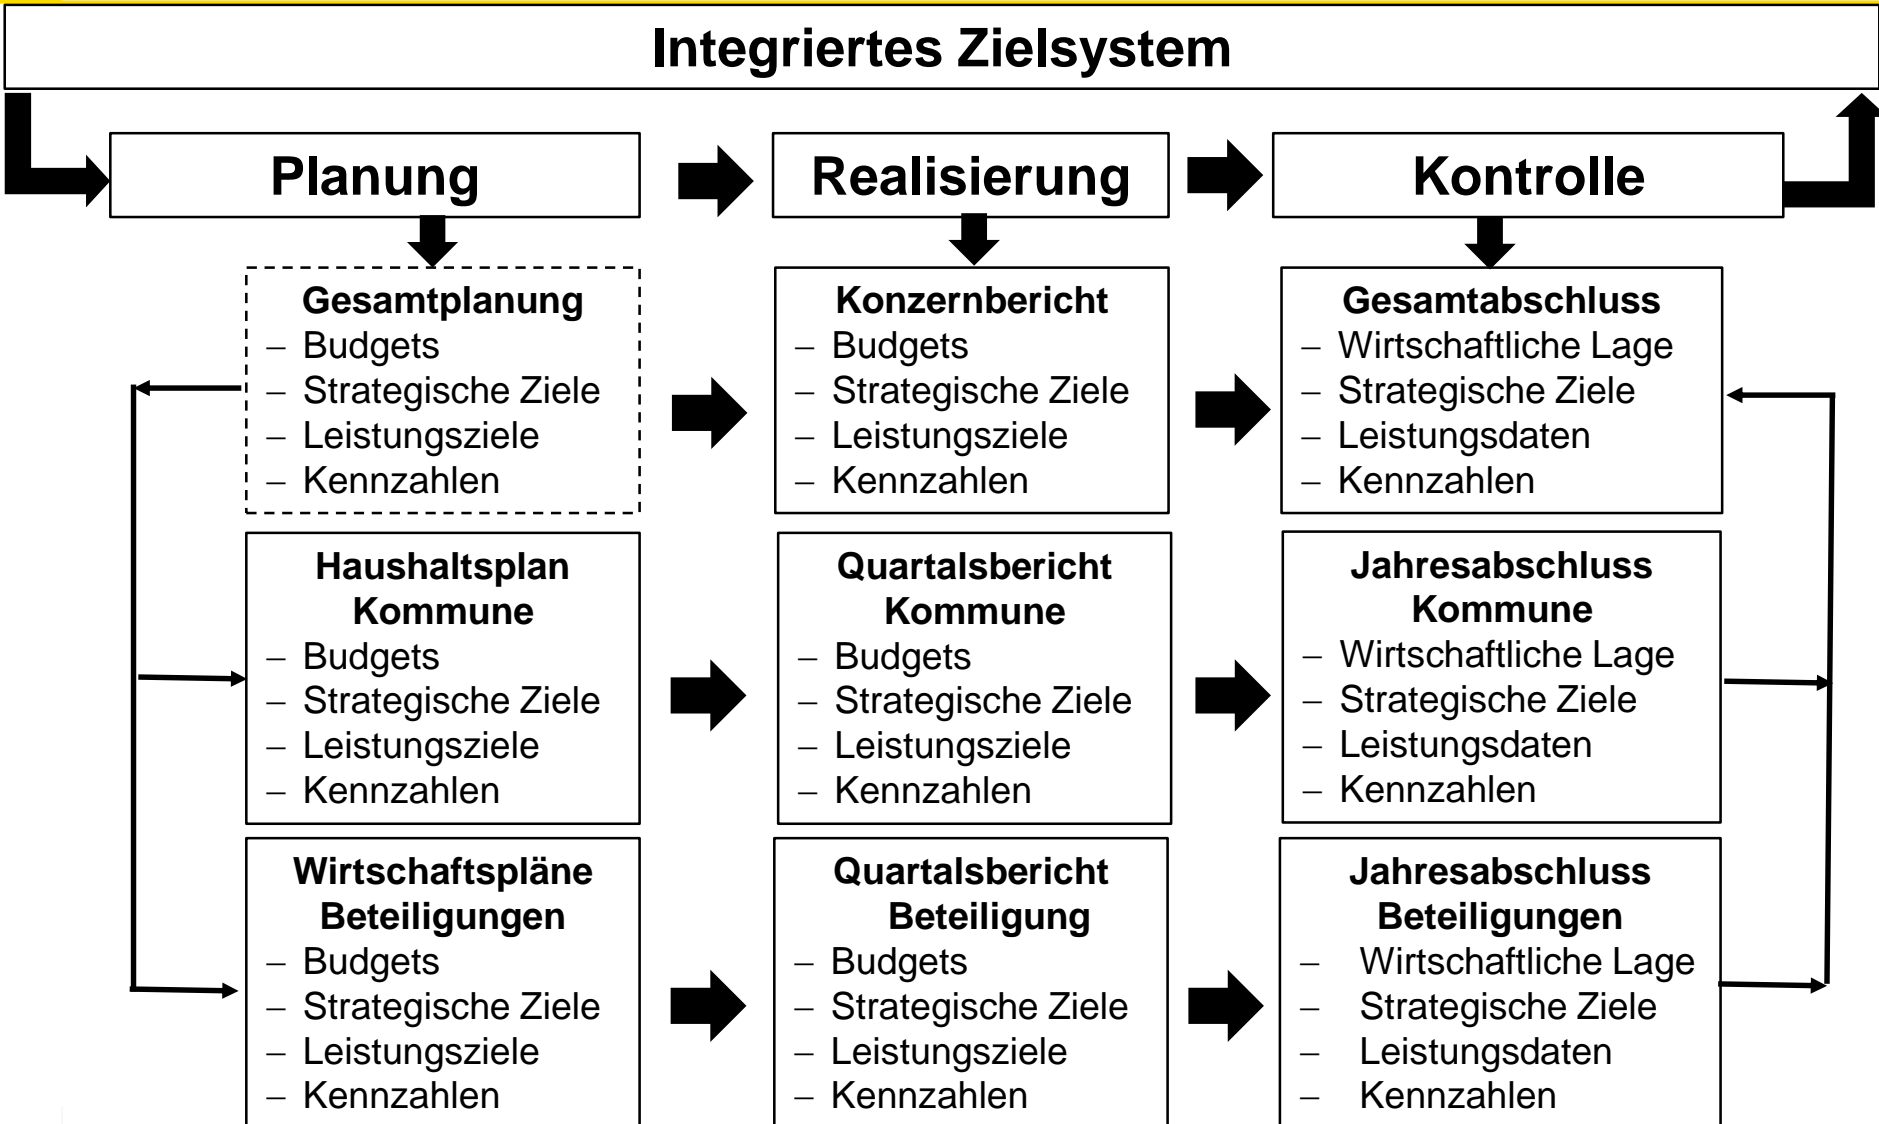 Integriertes Zielsystem
Planung
Realisierung
Kontrolle
Gesamtplanung
– Budgets
– Strategische Ziele
– Leistungsziele
– Kennzahlen
Konzernbericht
– Budgets
– Strategische Ziele
– Leistungsziele
– Kennzahlen
Gesamtabschluss
– Wirtschaftliche Lage
– Strategische Ziele
– Leistungsdaten
– Kennzahlen
Haushaltsplan
Kommune
– Budgets
– Strategische Ziele
– Leistungsziele
– Kennzahlen
Quartalsbericht
Kommune
– Budgets
– Strategische Ziele
– Leistungsziele
– Kennzahlen
Jahresabschluss
Kommune
– Wirtschaftliche Lage
– Strategische Ziele
– Leistungsdaten
– Kennzahlen
Wirtschaftspläne
Beteiligungen
– Budgets
– Strategische Ziele
– Leistungsziele
– Kennzahlen
Quartalsbericht
Beteiligung
– Budgets
– Strategische Ziele
– Leistungsziele
– Kennzahlen
Jahresabschluss
Beteiligungen
– Wirtschaftliche Lage
– Strategische Ziele
– Leistungsdaten
– Kennzahlen